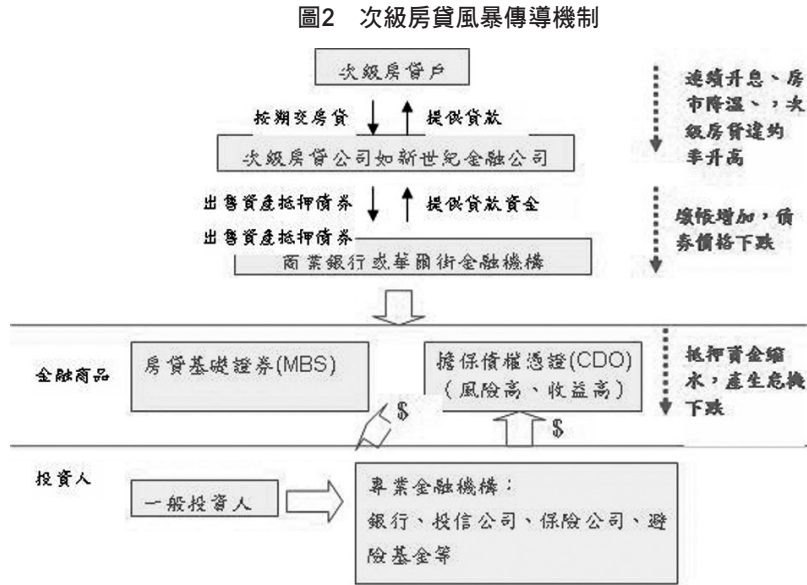 圖2 次級房貸風暴傳導機制
次級房貸戶
按期交房貸
提供貸款
次級房貸公司如新世紀金融公司
連續升息、房
市降溫、，次
級房貸違約
率升高
出售資產抵押債券
提供貸款資金
出售資產抵押債券
商業銀行或華爾街金融機構
壞帳增加，債
券價格下跌
金融商品
房貸基礎證券(MBS)
擔保債權憑證(CDO)
（風險高、收益高）
抵押資金縮
水，產生危機
下跌
$
$
投資人
一般投資人
專業金融機構：
銀行、投信公司、保險公司、避
險基金等